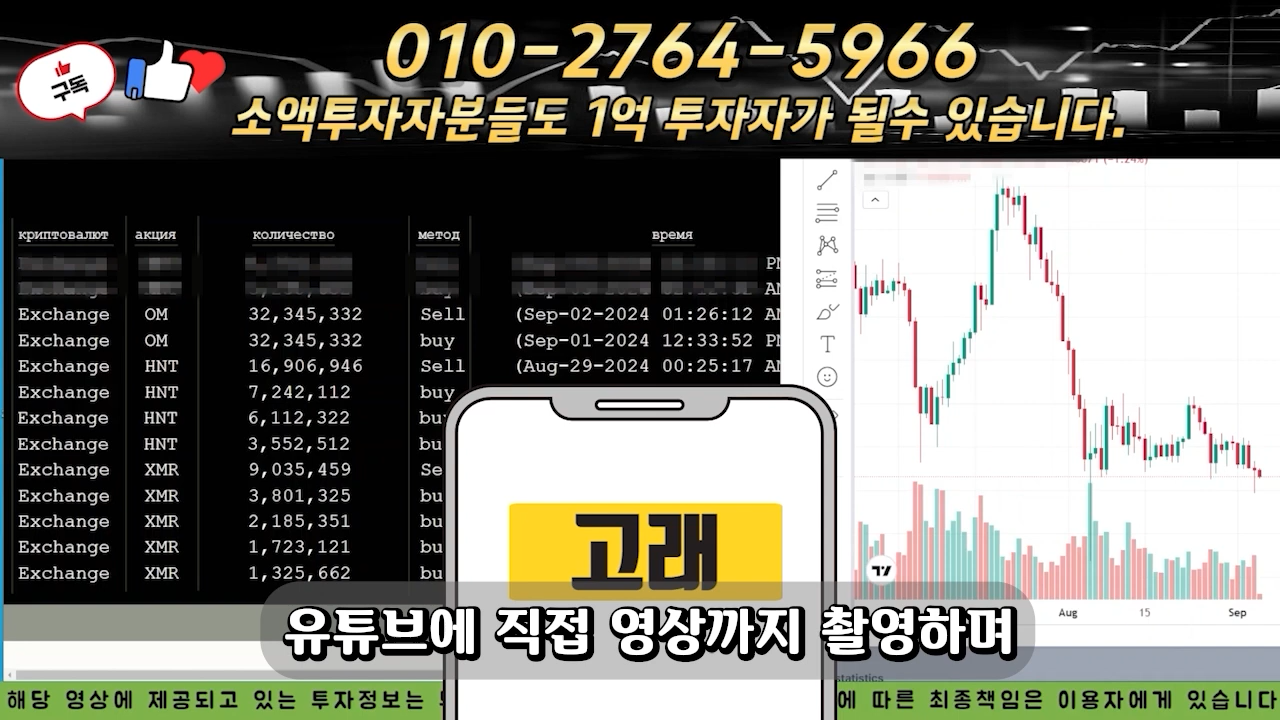 010-2764-5966
구독
소액투자자분들도 1억 투자자가 될수 있습니다.
криптовалют акция количество метод время
Exchange OM 32,345,332 Sell (Sep-02-2024 01:26:12 AM
Exchange OM 32,345,332 buy (Sep-01-2024 12:33:52 PM
Exchange HNT 16,906,946 Sell (Aug-29-2024 00:25:17 AM
Exchange HNT 7,242,112 buy
Exchange HNT 6,112,322 bu
Exchange HNT 3,552,512 bu
Exchange XMR 9,035,459 Se
Exchange XMR 3,801,325 bu
Exchange XMR 2,185,351 bu
Exchange XMR 1,723,121 bu
Exchange XMR 1,325,662 bu
고래
Aug 15 Sep
유튜브에 직접 영상까지 촬영하며
statistics
해당 영상에 제공되고 있는 투자정보는
에 따른 최종책임은 이용자에게 있습니다